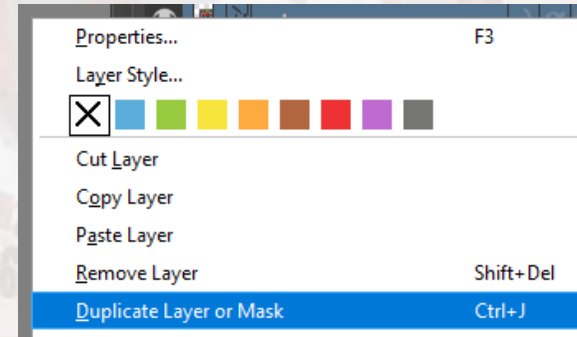 Properties... F3
Layer Style...
Cut Layer
Copy Layer
Paste Layer
Remove Layer Shift+Del
Duplicate Layer or Mask Ctrl+J